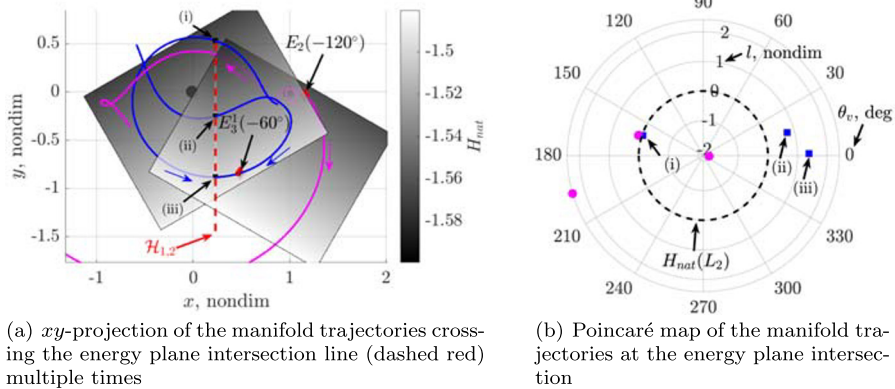 (i)
0.5
0
-0.5
-1
-1.5
y, nondim
-1
0
1
2
x, nondim
E₂(−120°)
E₃¹(−60°)
(ii)
(iii)
ℋ₁,₂
-1.5
-1.52
-1.54
-1.56
-1.58
H_nat
90
120
60
150
30
180
0
210
330
240
300
270
2
1
0
-1
-2
l, nondim
θ_v, deg
(i)
(ii)
(iii)
H_nat(L₂)
(a) xy-projection of the manifold trajectories cross-
ing the energy plane intersection line (dashed red)
multiple times
(b) Poincaré map of the manifold tra-
jectories at the energy plane intersec-
tion